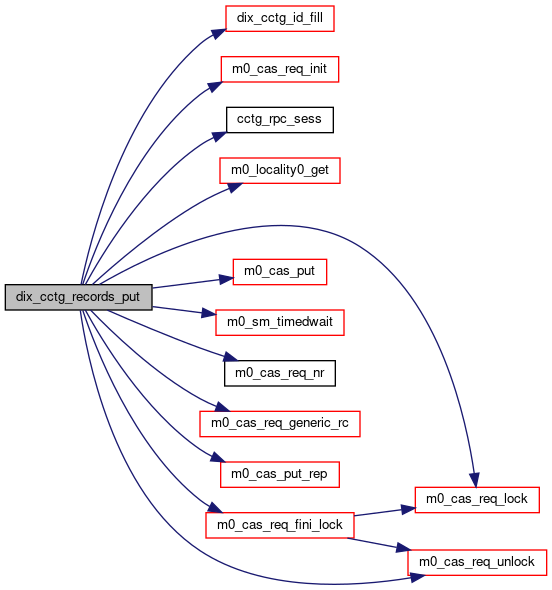 dix_cctg_id_fill
m0_cas_req_init
cctg_rpc_sess
m0_locality0_get
m0_cas_put
dix_cctg_records_put
m0_sm_timedwait
m0_cas_req_nr
m0_cas_req_generic_rc
m0_cas_put_rep
m0_cas_req_lock
m0_cas_req_fini_lock
m0_cas_req_unlock